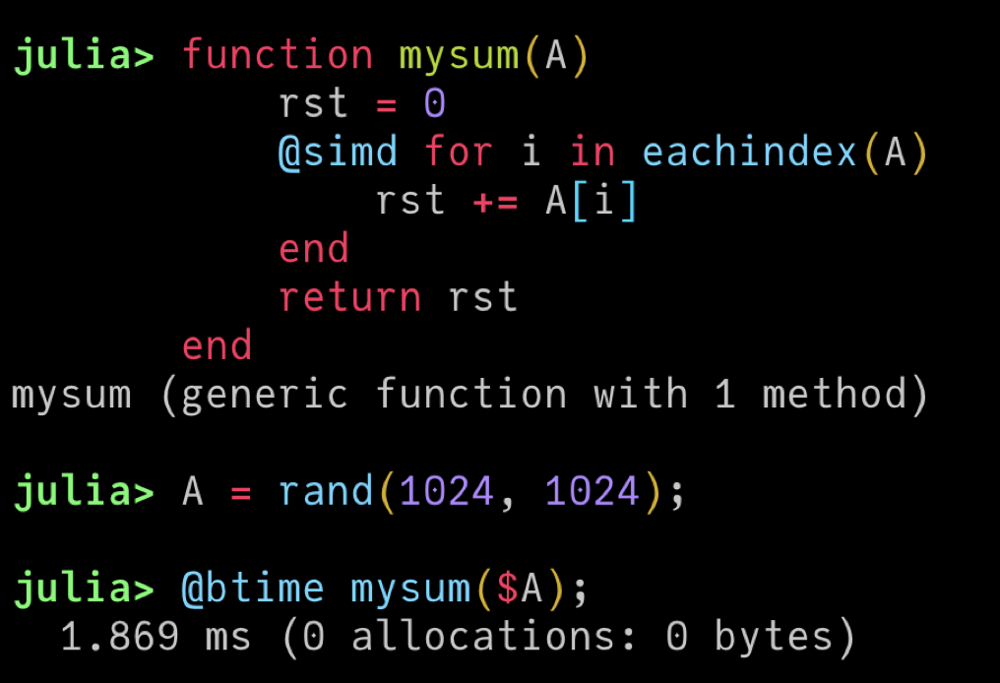 julia> function mysum(A)
           rst = 0
           @simd for i in eachindex(A)
               rst += A[i]
           end
           return rst
       end
mysum (generic function with 1 method)

julia> A = rand(1024, 1024);

julia> @btime mysum($A);
  1.869 ms (0 allocations: 0 bytes)